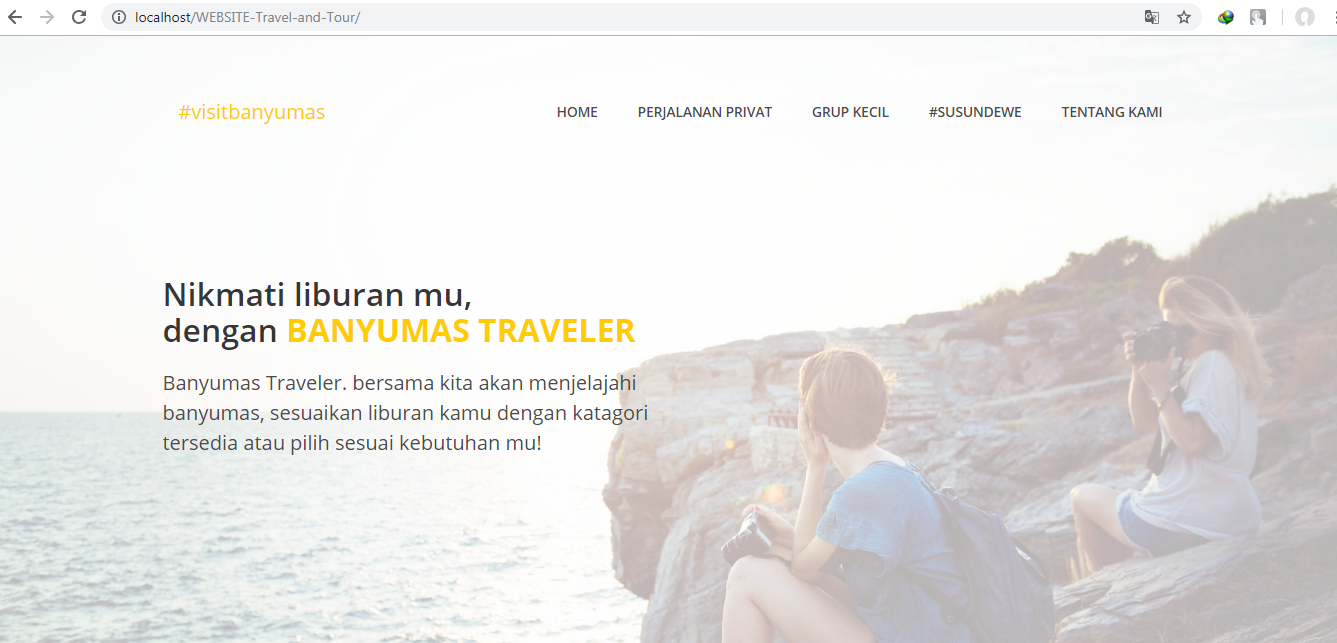 localhost/WEBSITE-Travel-and-Tour/
#visitbanyumas
HOME PERJALANAN PRIVAT GRUP KECIL #SUSUNDEWE TENTANG KAMI
Nikmati liburan mu,
dengan BANYUMAS TRAVELER
Banyumas Traveler. bersama kita akan menjelajahi
banyumas, sesuaikan liburan kamu dengan katagori
tersedia atau pilih sesuai kebutuhan mu!